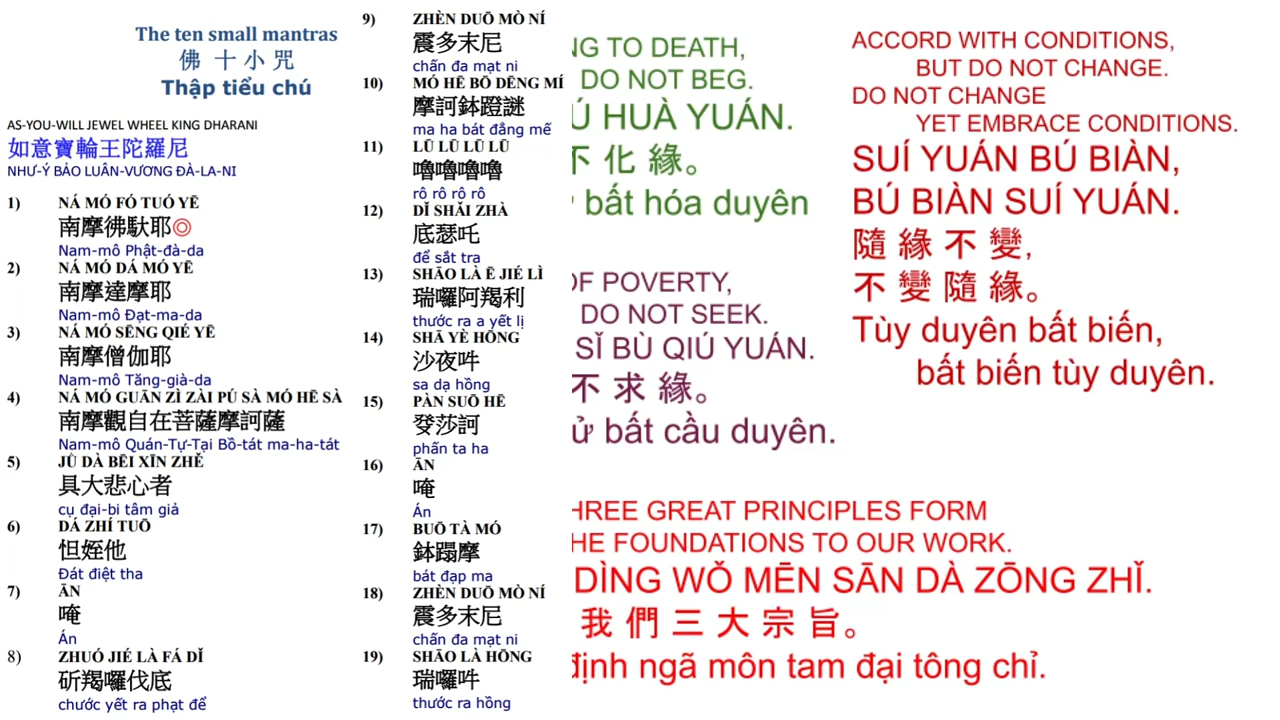 The ten small mantras
佛 十 小 咒
Thập tiểu chú
AS-YOU-WILL JEWEL WHEEL KING DHARANI
如意寶輪王陀羅尼
NHƯ-Ý BẢO LUÂN-VƯƠNG ĐÀ-LA-NI
1) NÁ MÓ FÓ TUÓ YĒ
南摩彿馱耶◎
Nam-mô Phật-đà-da
2) NÁ MÓ DÁ MÓ YĒ
南摩達摩耶
Nam-mô Đạt-ma-da
3) NÁ MÓ SĒNG QIÉ YĒ
南摩僧伽耶
Nam-mô Tăng-già-da
4) NÁ MÓ GUĀN ZÌ ZÀI PÚ SÀ MÓ HĒ SÀ
南摩觀自在菩薩摩訶薩
Nam-mô Quán-Tự-Tại Bồ-tát ma-ha-tát
5) JÙ DÀ BĒI XĪN ZHĚ
具大悲心者
cụ đại-bi tâm giả
6) DÁ ZHÍ TUŌ
怛姪他
Đát điệt tha
7) ĀN
唵
Án
8) ZHUÓ JIÉ LÀ FÁ DǏ
斫羯囉伐底
chước yết ra phạt để
9) ZHÈN DUŌ MÒ NÍ
震多末尼
chấn đa mạt ni
10) MÓ HĒ BŌ DĒNG MÍ
摩訶鉢蹬謎
ma ha bát đẳng mế
11) LŪ LŪ LŪ LŪ
嚕嚕嚕嚕
rô rô rô rô
12) DǏ SHǍI ZHÀ
底瑟吒
để sắt tra
13) SHĀO LÀ Ē JIÉ LÌ
瑞囉阿羯利
thước ra a yết lị
14) SHĀ YÈ HŌNG
沙夜吽
sa dạ hồng
15) PÀN SUŌ HĒ
癹莎訶
phấn ta ha
16) ĀN
唵
Án
17) BUŌ TÀ MÓ
鉢蹋摩
bát đạp ma
18) ZHÈN DUŌ MÒ NÍ
震多末尼
chấn đa mạt ni
19) SHĀO LÀ HŌNG
瑞囉吽
thước ra hồng
NG TO DEATH,
DO NOT BEG.
Ú HUÀ YUÁN.
不 化 緣。
bất hóa duyên
OF POVERTY,
DO NOT SEEK.
SǏ BÙ QIÚ YUÁN.
不 求 緣。
ử bất cầu duyên.
ACCORD WITH CONDITIONS,
BUT DO NOT CHANGE.
DO NOT CHANGE
YET EMBRACE CONDITIONS.
SUÍ YUÁN BÚ BIÀN,
BÚ BIÀN SUÍ YUÁN.
隨 緣 不 變,
不 變 隨 緣。
Tùy duyên bất biến,
bất biến tùy duyên.
HREE GREAT PRINCIPLES FORM
HE FOUNDATIONS TO OUR WORK.
DÌNG WǑ MĒN SĀN DÀ ZŌNG ZHǏ.
我 們 三 大 宗 旨。
định ngã môn tam đại tông chỉ.